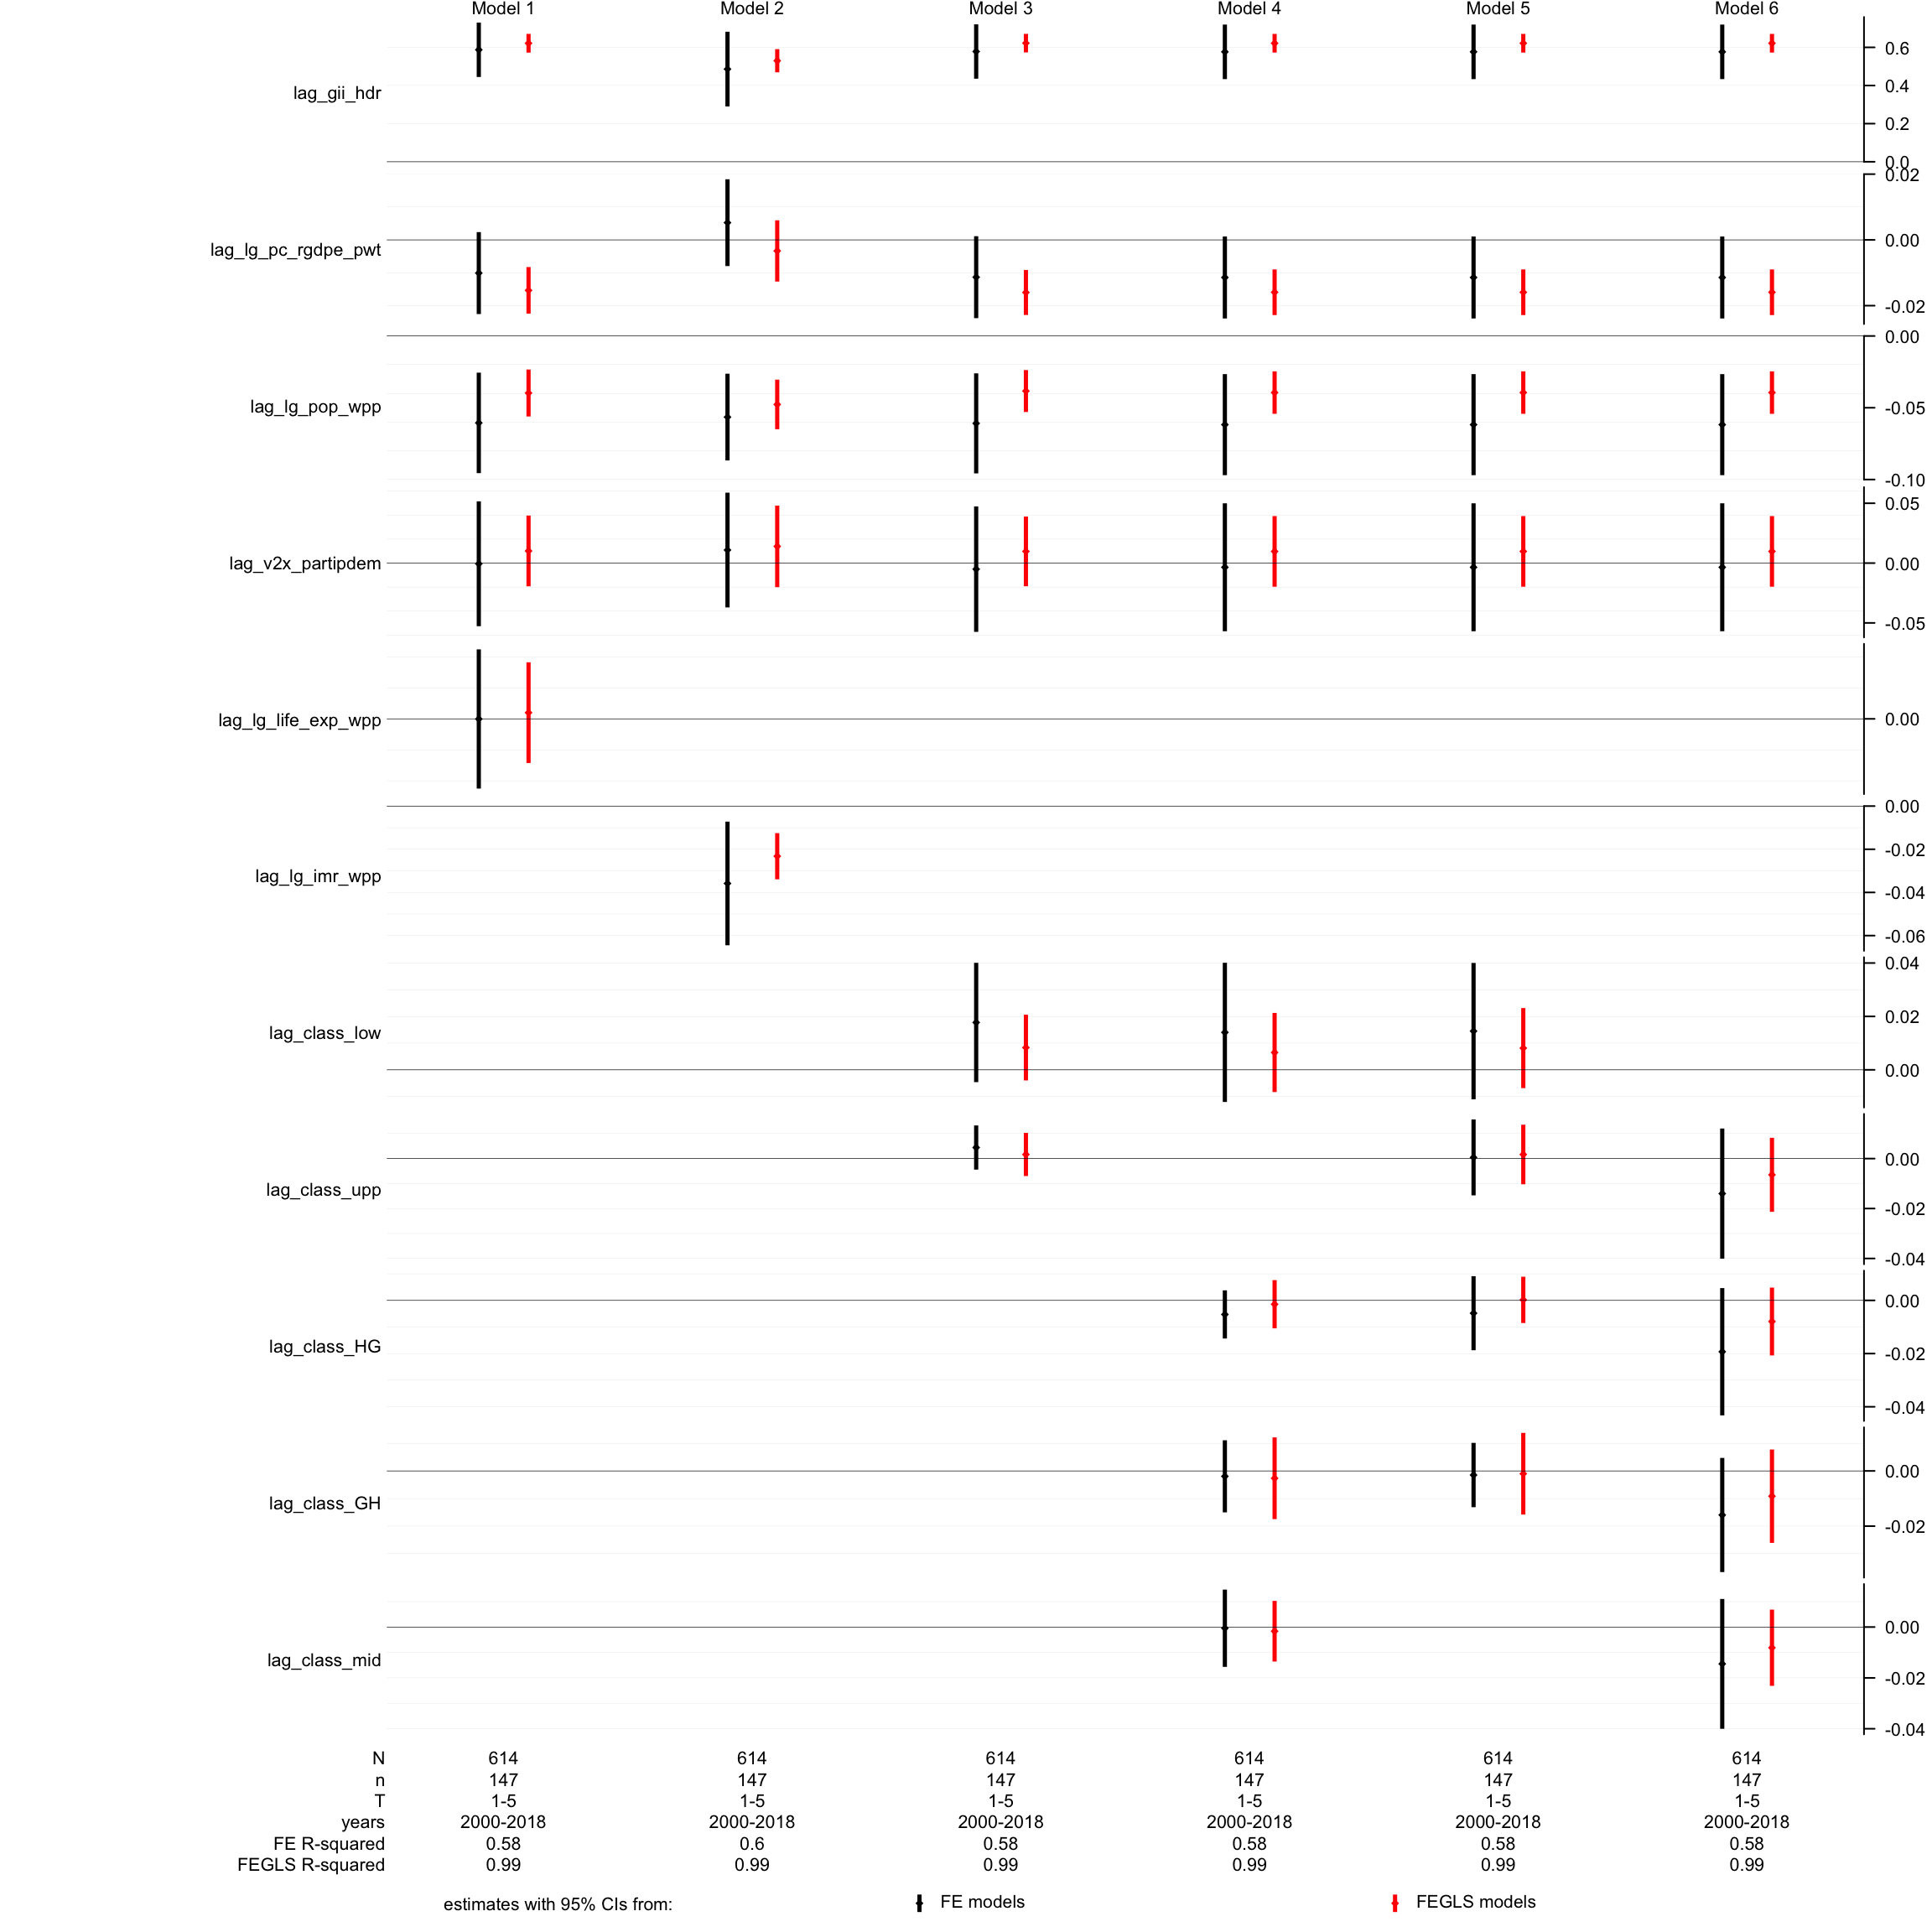 Model 1 Model 2 Model 3 Model 4 Model 5 Model 6
lag_gii_hdr
0.6
0.4
0.2
0.0
lag_lg_pc_rgdpe_pwt
0.02
0.00
-0.02
lag_lg_pop_wpp
0.00
-0.05
-0.10
lag_v2x_partipdem
0.05
0.00
-0.05
lag_lg_life_exp_wpp
0.00
lag_lg_imr_wpp
0.00
-0.02
-0.04
-0.06
lag_class_low
0.04
0.02
0.00
lag_class_upp
0.00
-0.02
-0.04
lag_class_HG
0.00
-0.02
-0.04
lag_class_GH
0.00
-0.02
lag_class_mid
0.00
-0.02
-0.04
N 614 614 614 614 614 614
n 147 147 147 147 147 147
T 1-5 1-5 1-5 1-5 1-5 1-5
years 2000-2018 2000-2018 2000-2018 2000-2018 2000-2018 2000-2018
FE R-squared 0.58 0.6 0.58 0.58 0.58 0.58
FEGLS R-squared 0.99 0.99 0.99 0.99 0.99 0.99
estimates with 95% CIs from: FE models FEGLS models